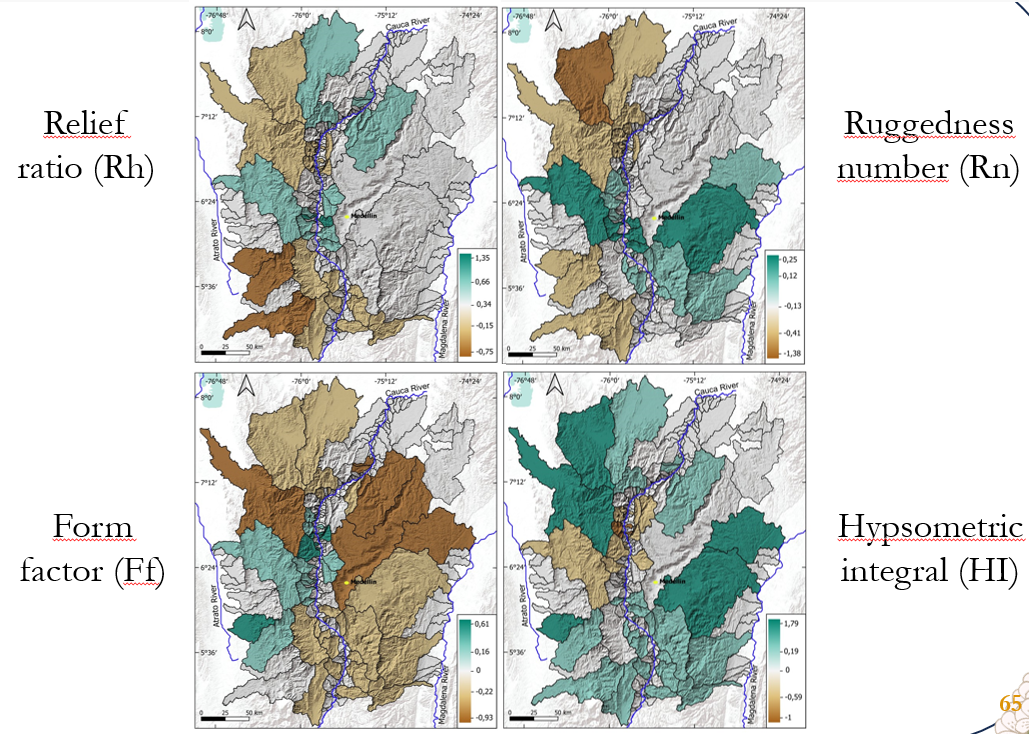 Relief
ratio (Rh)
-76°48' -76°0' -75°12' -74°24'
8°0'
7°12'
6°24'
5°36'
Cauca River
Atrato River
Magdalena River
Medellín
1,35
0,66
0,34
-0,15
-0,75
0 25 50 km
Ruggedness
number (Rn)
-76°48' -76°0' -75°12' -74°24'
8°0'
7°12'
6°24'
5°36'
Cauca River
Atrato River
Magdalena River
Medellín
0,25
0,12
-0,13
-0,41
-1,38
0 25 50 km
Form
factor (Ff)
-76°48' -76°0' -75°12' -74°24'
8°0'
7°12'
6°24'
5°36'
Cauca River
Atrato River
Magdalena River
Medellín
0,61
0,16
0
-0,22
-0,93
0 25 50 km
Hypsometric
integral (HI)
-76°48' -76°0' -75°12' -74°24'
8°0'
7°12'
6°24'
5°36'
Cauca River
Atrato River
Magdalena River
Medellín
1,79
0,19
0
-0,59
-1
0 25 50 km
65